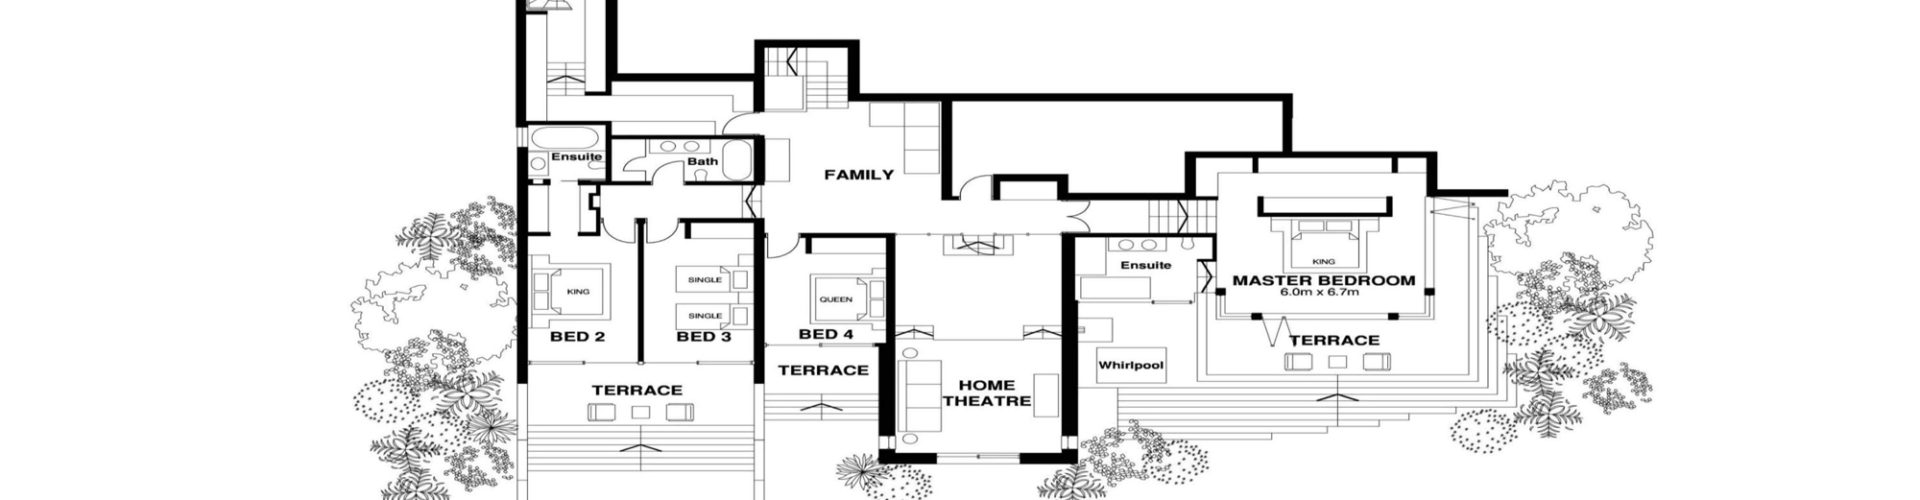 Ensuite
Bath
FAMILY
KING
BED 2
SINGLE
SINGLE
BED 3
QUEEN
BED 4
TERRACE
TERRACE
HOME
THEATRE
Ensuite
Whirlpool
KING
MASTER BEDROOM
6.0m x 6.7m
TERRACE